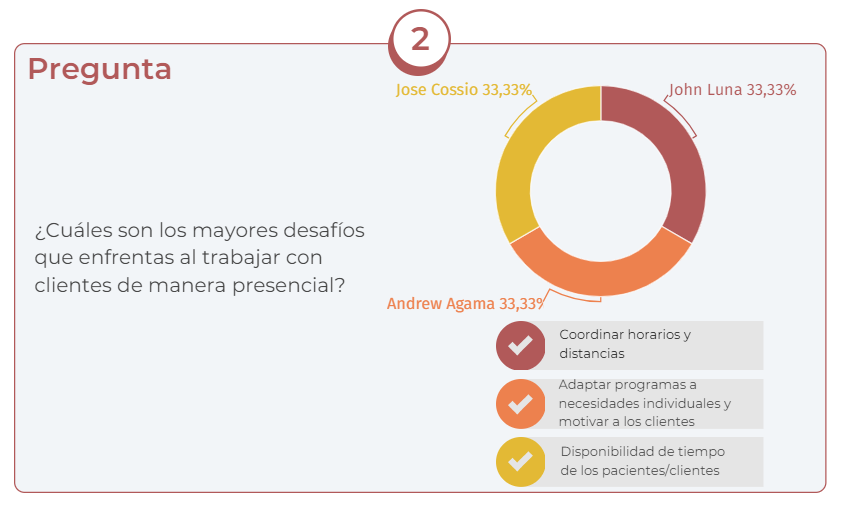 2
Pregunta
Jose Cossio 33,33%
John Luna 33,33%
¿Cuáles son los mayores desafíos
que enfrentas al trabajar con
clientes de manera presencial?
Andrew Agama 33,33%
Coordinar horarios y
distancias
Adaptar programas a
necesidades individuales y
motivar a los clientes
Disponibilidad de tiempo
de los pacientes/clientes